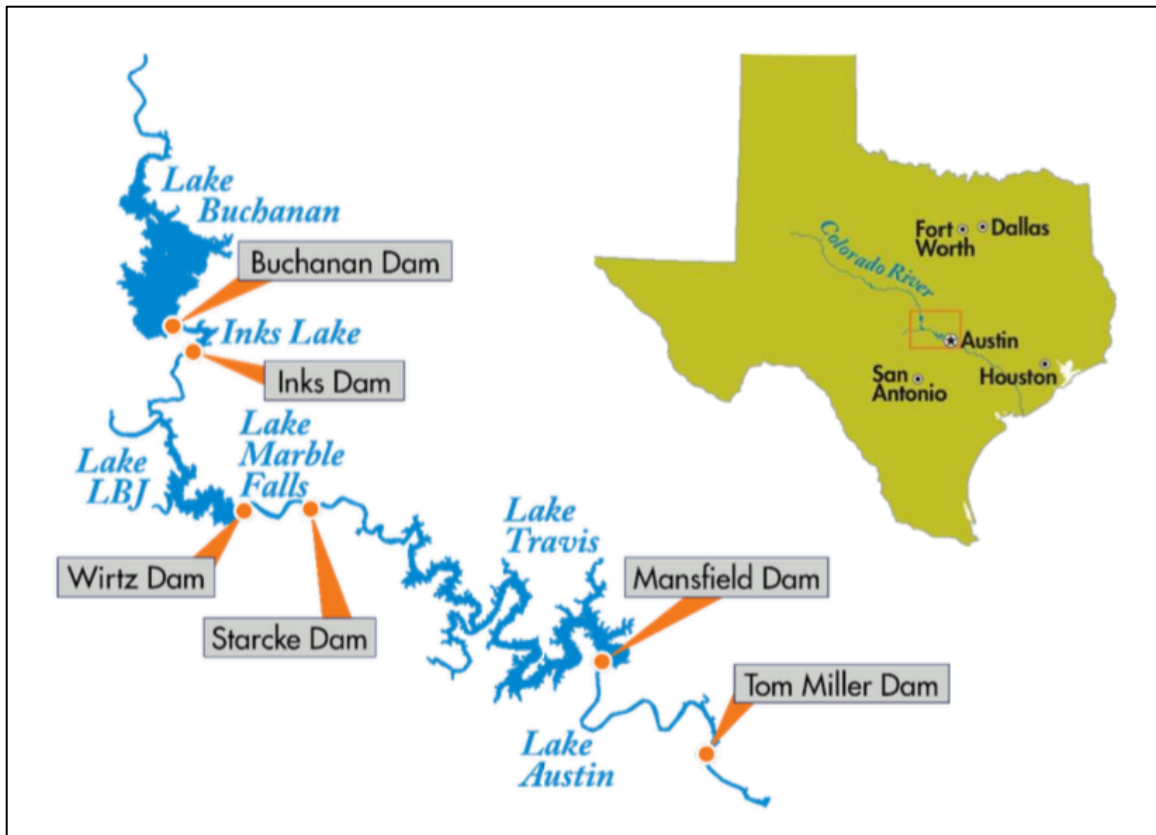 Lake
Buchanan
Buchanan Dam
Inks Lake
Inks Dam
Lake
LBJ
Lake
Marble
Falls
Wirtz Dam
Starcke Dam
Lake
Travis
Mansfield Dam
Tom Miller Dam
Lake
Austin
Colorado River
Fort
Worth
Dallas
Austin
San
Antonio
Houston